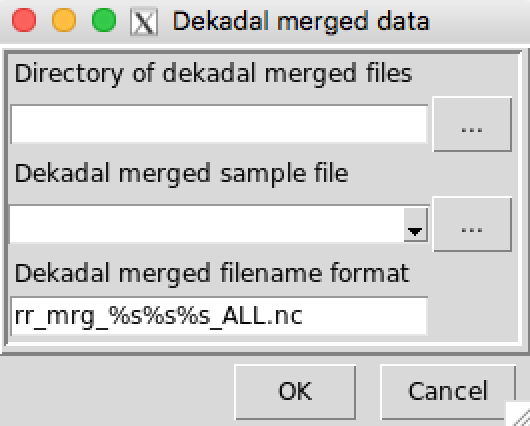 Dekadal merged data
Directory of dekadal merged files
...
Dekadal merged sample file
...
Dekadal merged filename format
rr_mrg_%s%s%s_ALL.nc
OK Cancel